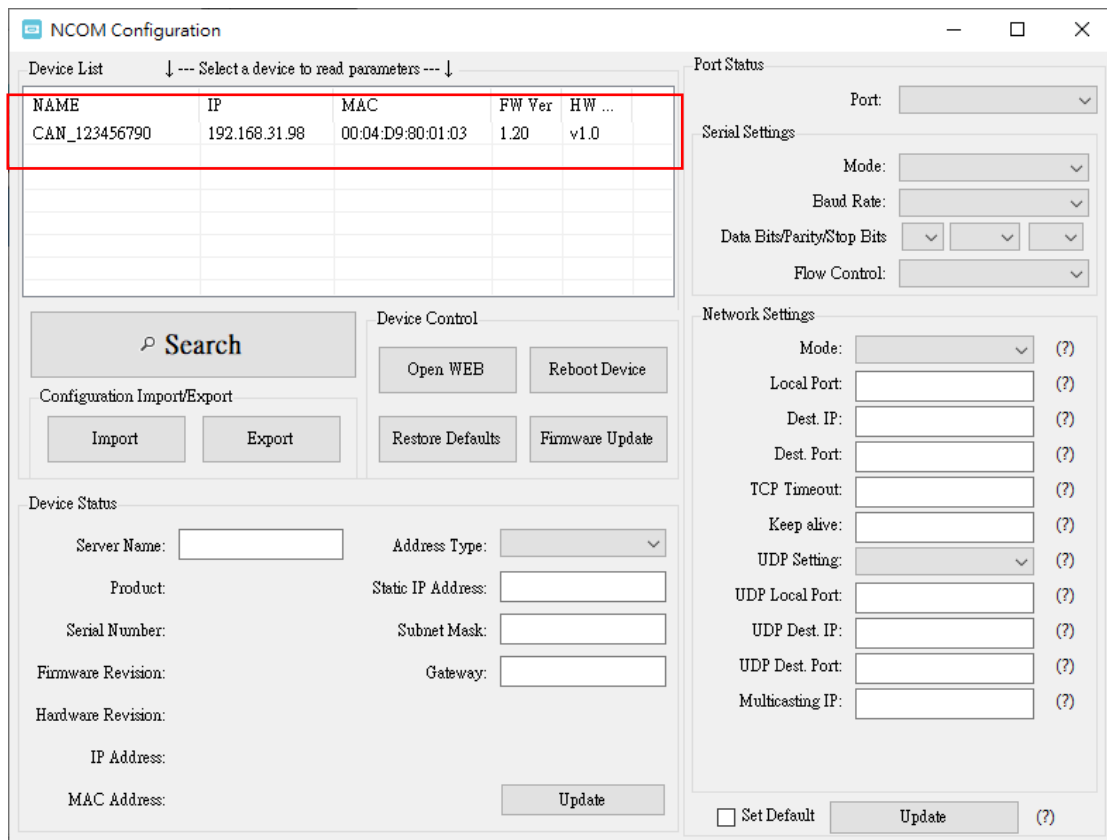 NCOM Configuration
Device List ↓ --- Select a device to read parameters --- ↓
NAME IP MAC FW Ver HW ...
CAN_123456790 192.168.31.98 00:04:D9:80:01:03 1.20 v1.0
Search
Configuration Import/Export
Import Export
Device Control
Open WEB Reboot Device
Restore Defaults Firmware Update
Device Status
Server Name: Address Type:
Product: Static IP Address:
Serial Number: Subnet Mask:
Firmware Revision: Gateway:
Hardware Revision:
IP Address:
MAC Address: Update
Port Status
Port:
Serial Settings
Mode:
Baud Rate:
Data Bits/Parity/Stop Bits
Flow Control:
Network Settings
Mode: (?)
Local Port: (?)
Dest. IP: (?)
Dest. Port: (?)
TCP Timeout: (?)
Keep alive: (?)
UDP Setting: (?)
UDP Local Port: (?)
UDP Dest. IP: (?)
UDP Dest. Port: (?)
Multicasting IP: (?)
Set Default Update (?)